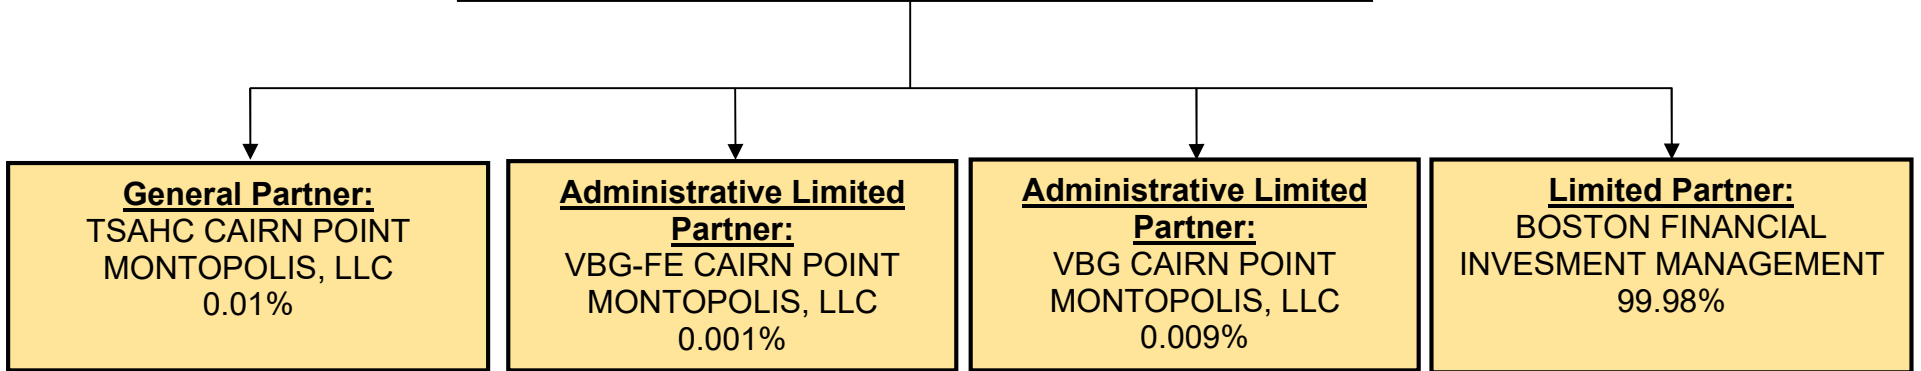 General Partner:
TSAHC CAIRN POINT
MONTOPOLIS, LLC
0.01%
Administrative Limited
Partner:
VBG-FE CAIRN POINT
MONTOPOLIS, LLC
0.001%
Administrative Limited
Partner:
VBG CAIRN POINT
MONTOPOLIS, LLC
0.009%
Limited Partner:
BOSTON FINANCIAL
INVESMENT MANAGEMENT
99.98%